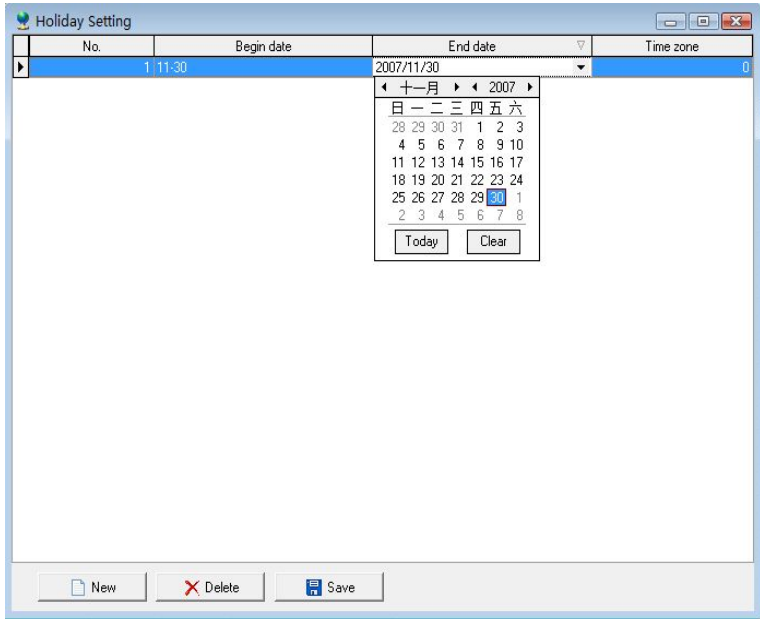 Holiday Setting
No. Begin date End date Time zone
1 11-30 2007/11/30 0
十一月 2007
日 一 二 三 四 五 六
28 29 30 31 1 2 3
4 5 6 7 8 9 10
11 12 13 14 15 16 17
18 19 20 21 22 23 24
25 26 27 28 29 30 1
2 3 4 5 6 7 8
Today Clear
New Delete Save